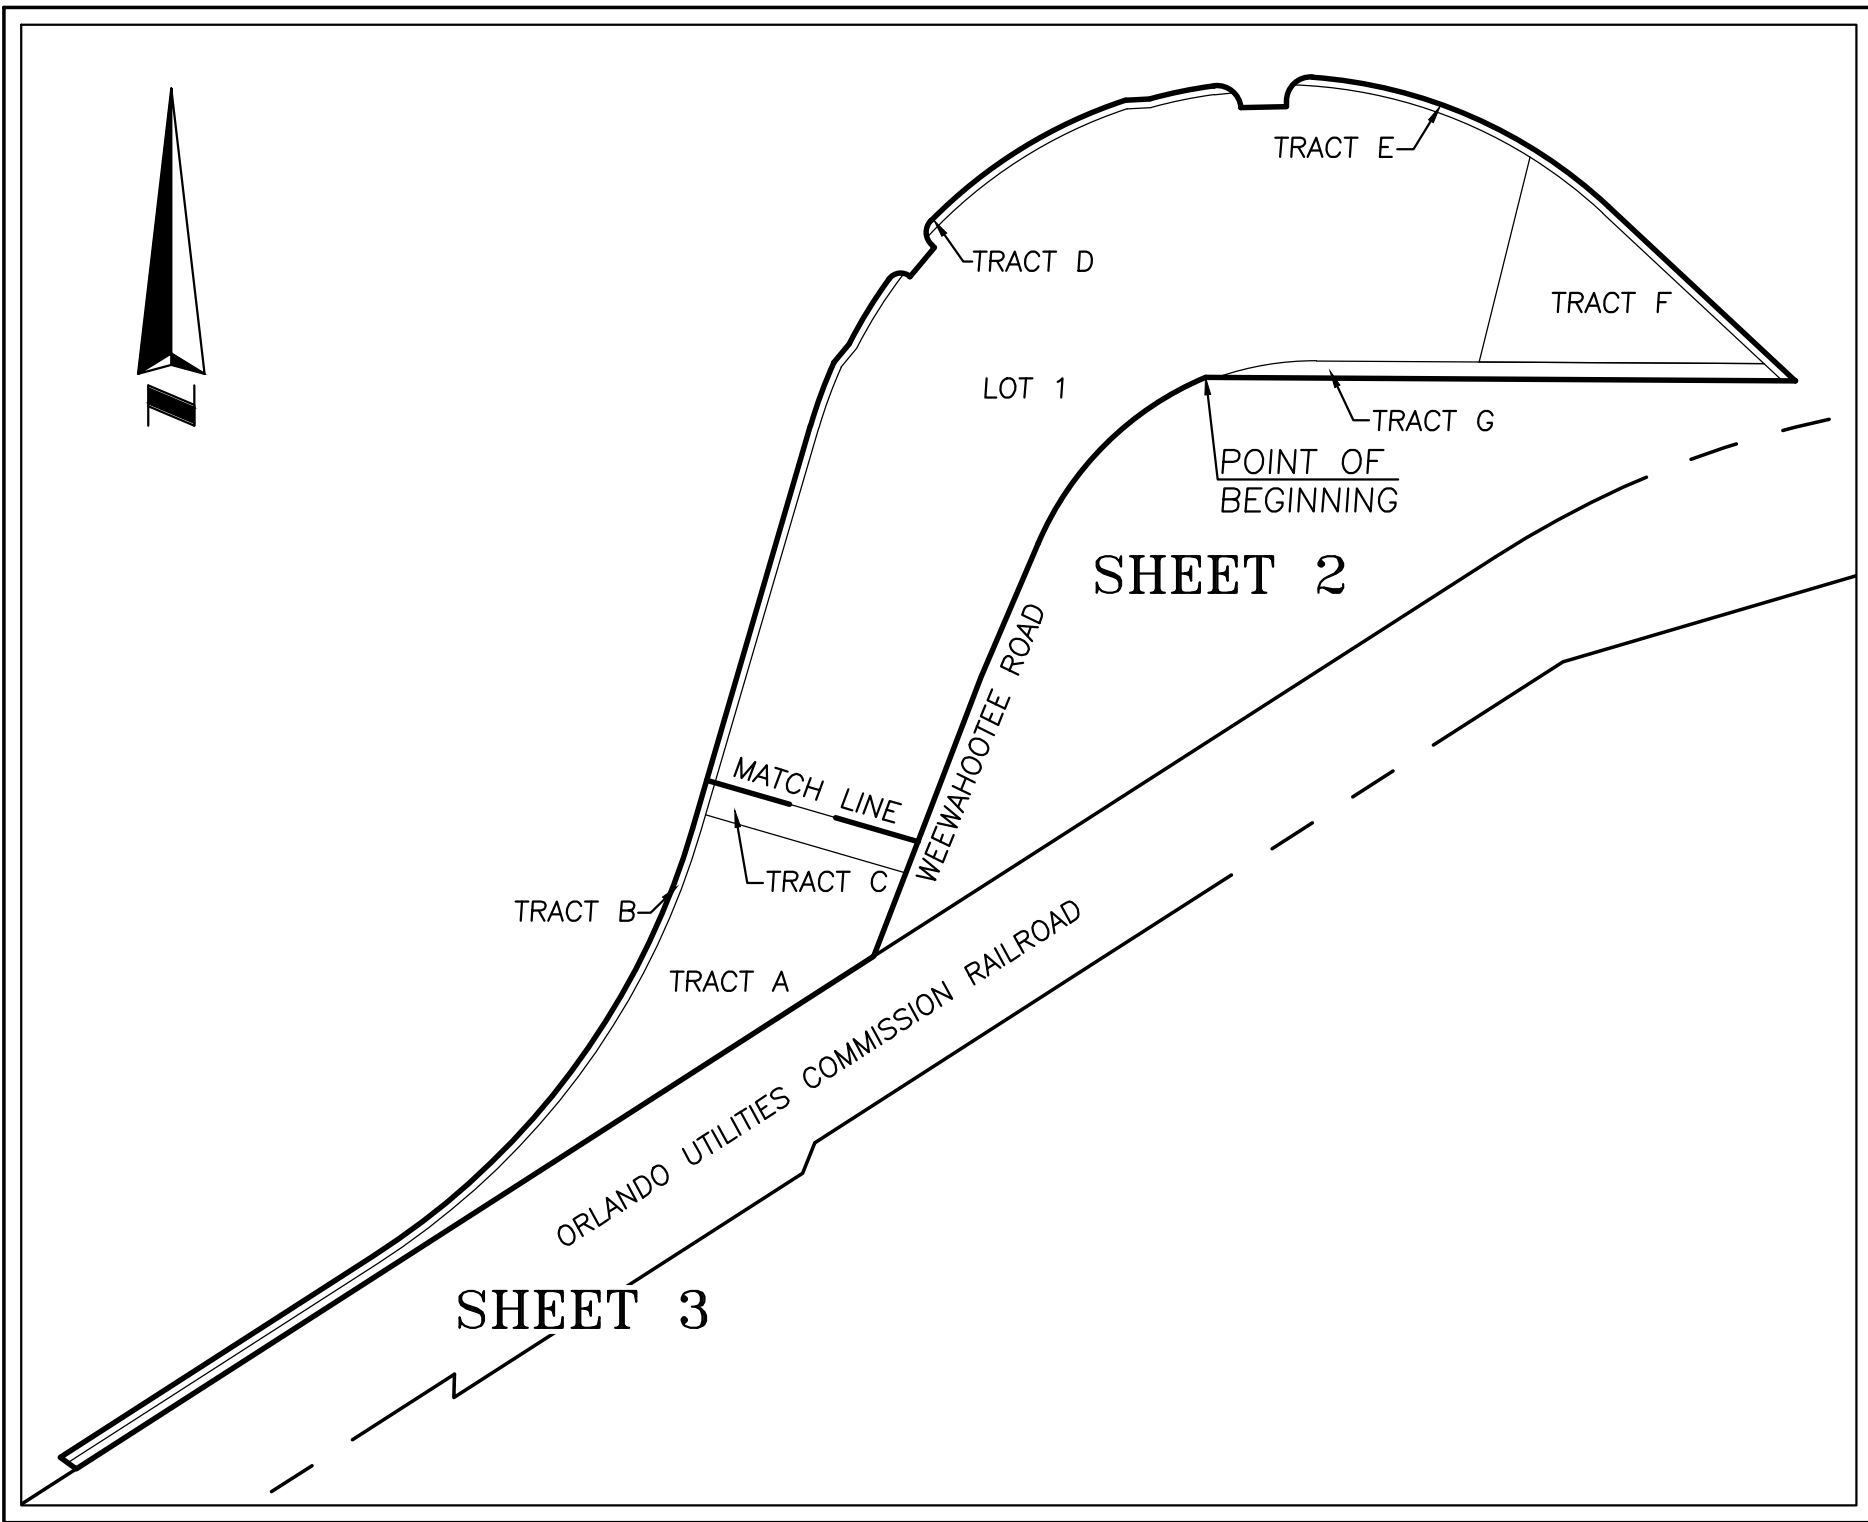 TRACT E
TRACT D
TRACT F
LOT 1
TRACT G
POINT OF
BEGINNING
SHEET 2
WEEWAHOOTEE ROAD
MATCH LINE
TRACT C
TRACT B
TRACT A
ORLANDO UTILITIES COMMISSION RAILROAD
SHEET 3
N